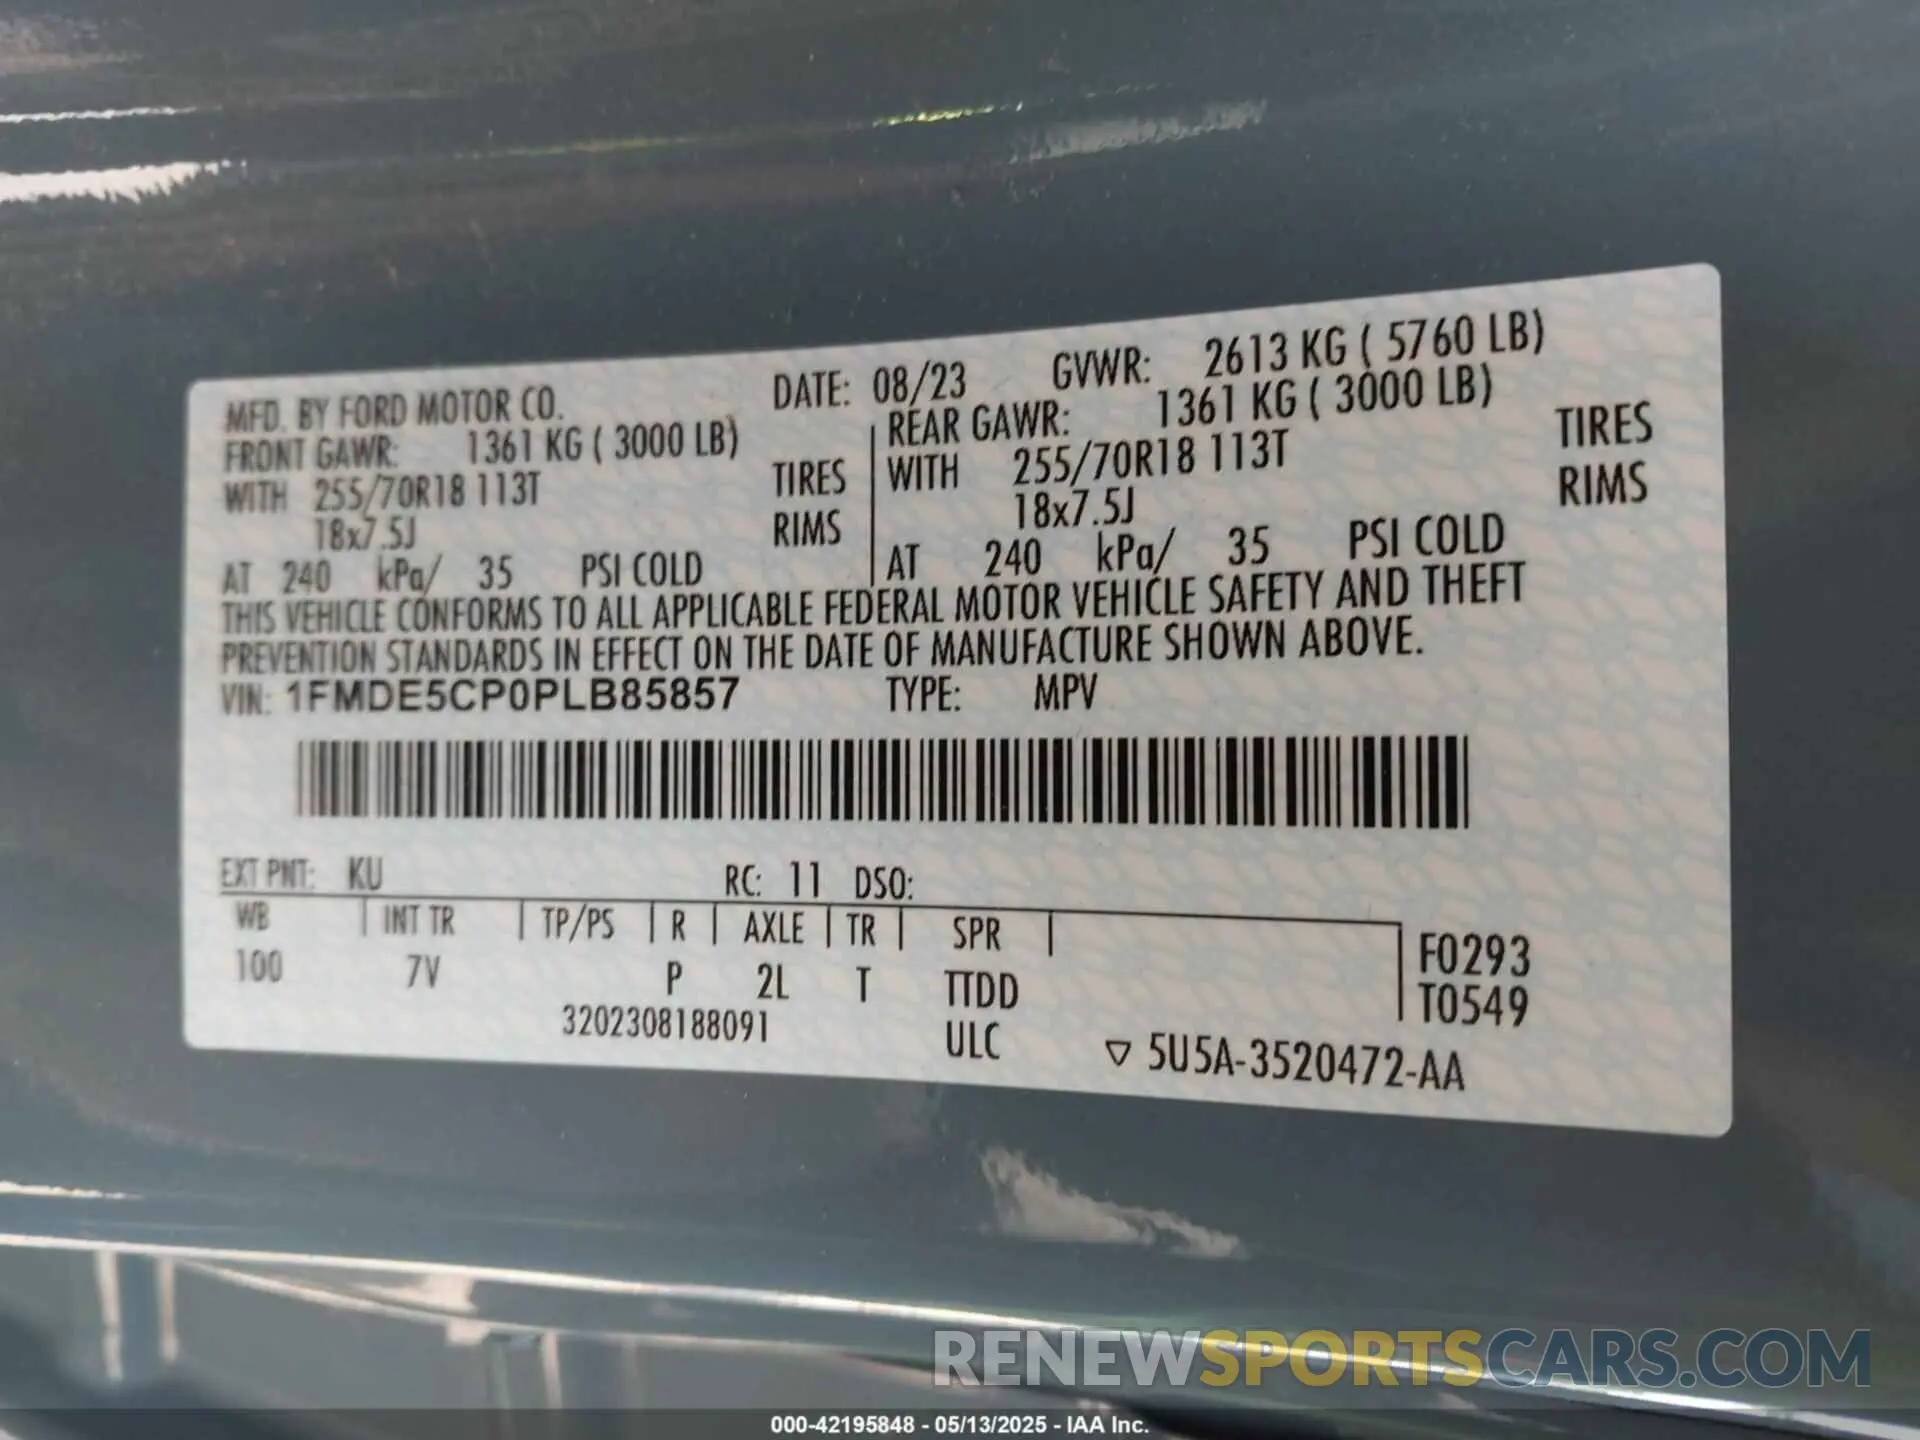 MFD. BY FORD MOTOR CO. DATE: 08/23 GVWR: 2613 KG ( 5760 LB)
FRONT GAWR: 1361 KG ( 3000 LB) REAR GAWR: 1361 KG ( 3000 LB)
WITH 255/70R18 113T TIRES WITH 255/70R18 113T TIRES
18x7.5J RIMS 18x7.5J RIMS
AT 240 kPa/ 35 PSI COLD AT 240 kPa/ 35 PSI COLD
THIS VEHICLE CONFORMS TO ALL APPLICABLE FEDERAL MOTOR VEHICLE SAFETY AND THEFT
PREVENTION STANDARDS IN EFFECT ON THE DATE OF MANUFACTURE SHOWN ABOVE.
VIN: 1FMDE5CP0PLB85857 TYPE: MPV
EXT PNT: KU RC: 11 DSO:
WB INT TR TP/PS R AXLE TR SPR F0293
100 7V P 2L T TTDD T0549
3202308188091 ULC ▽ 5U5A-3520472-AA
RENEWSPORTSCARS.COM
000-42195848 - 05/13/2025 - IAA Inc.